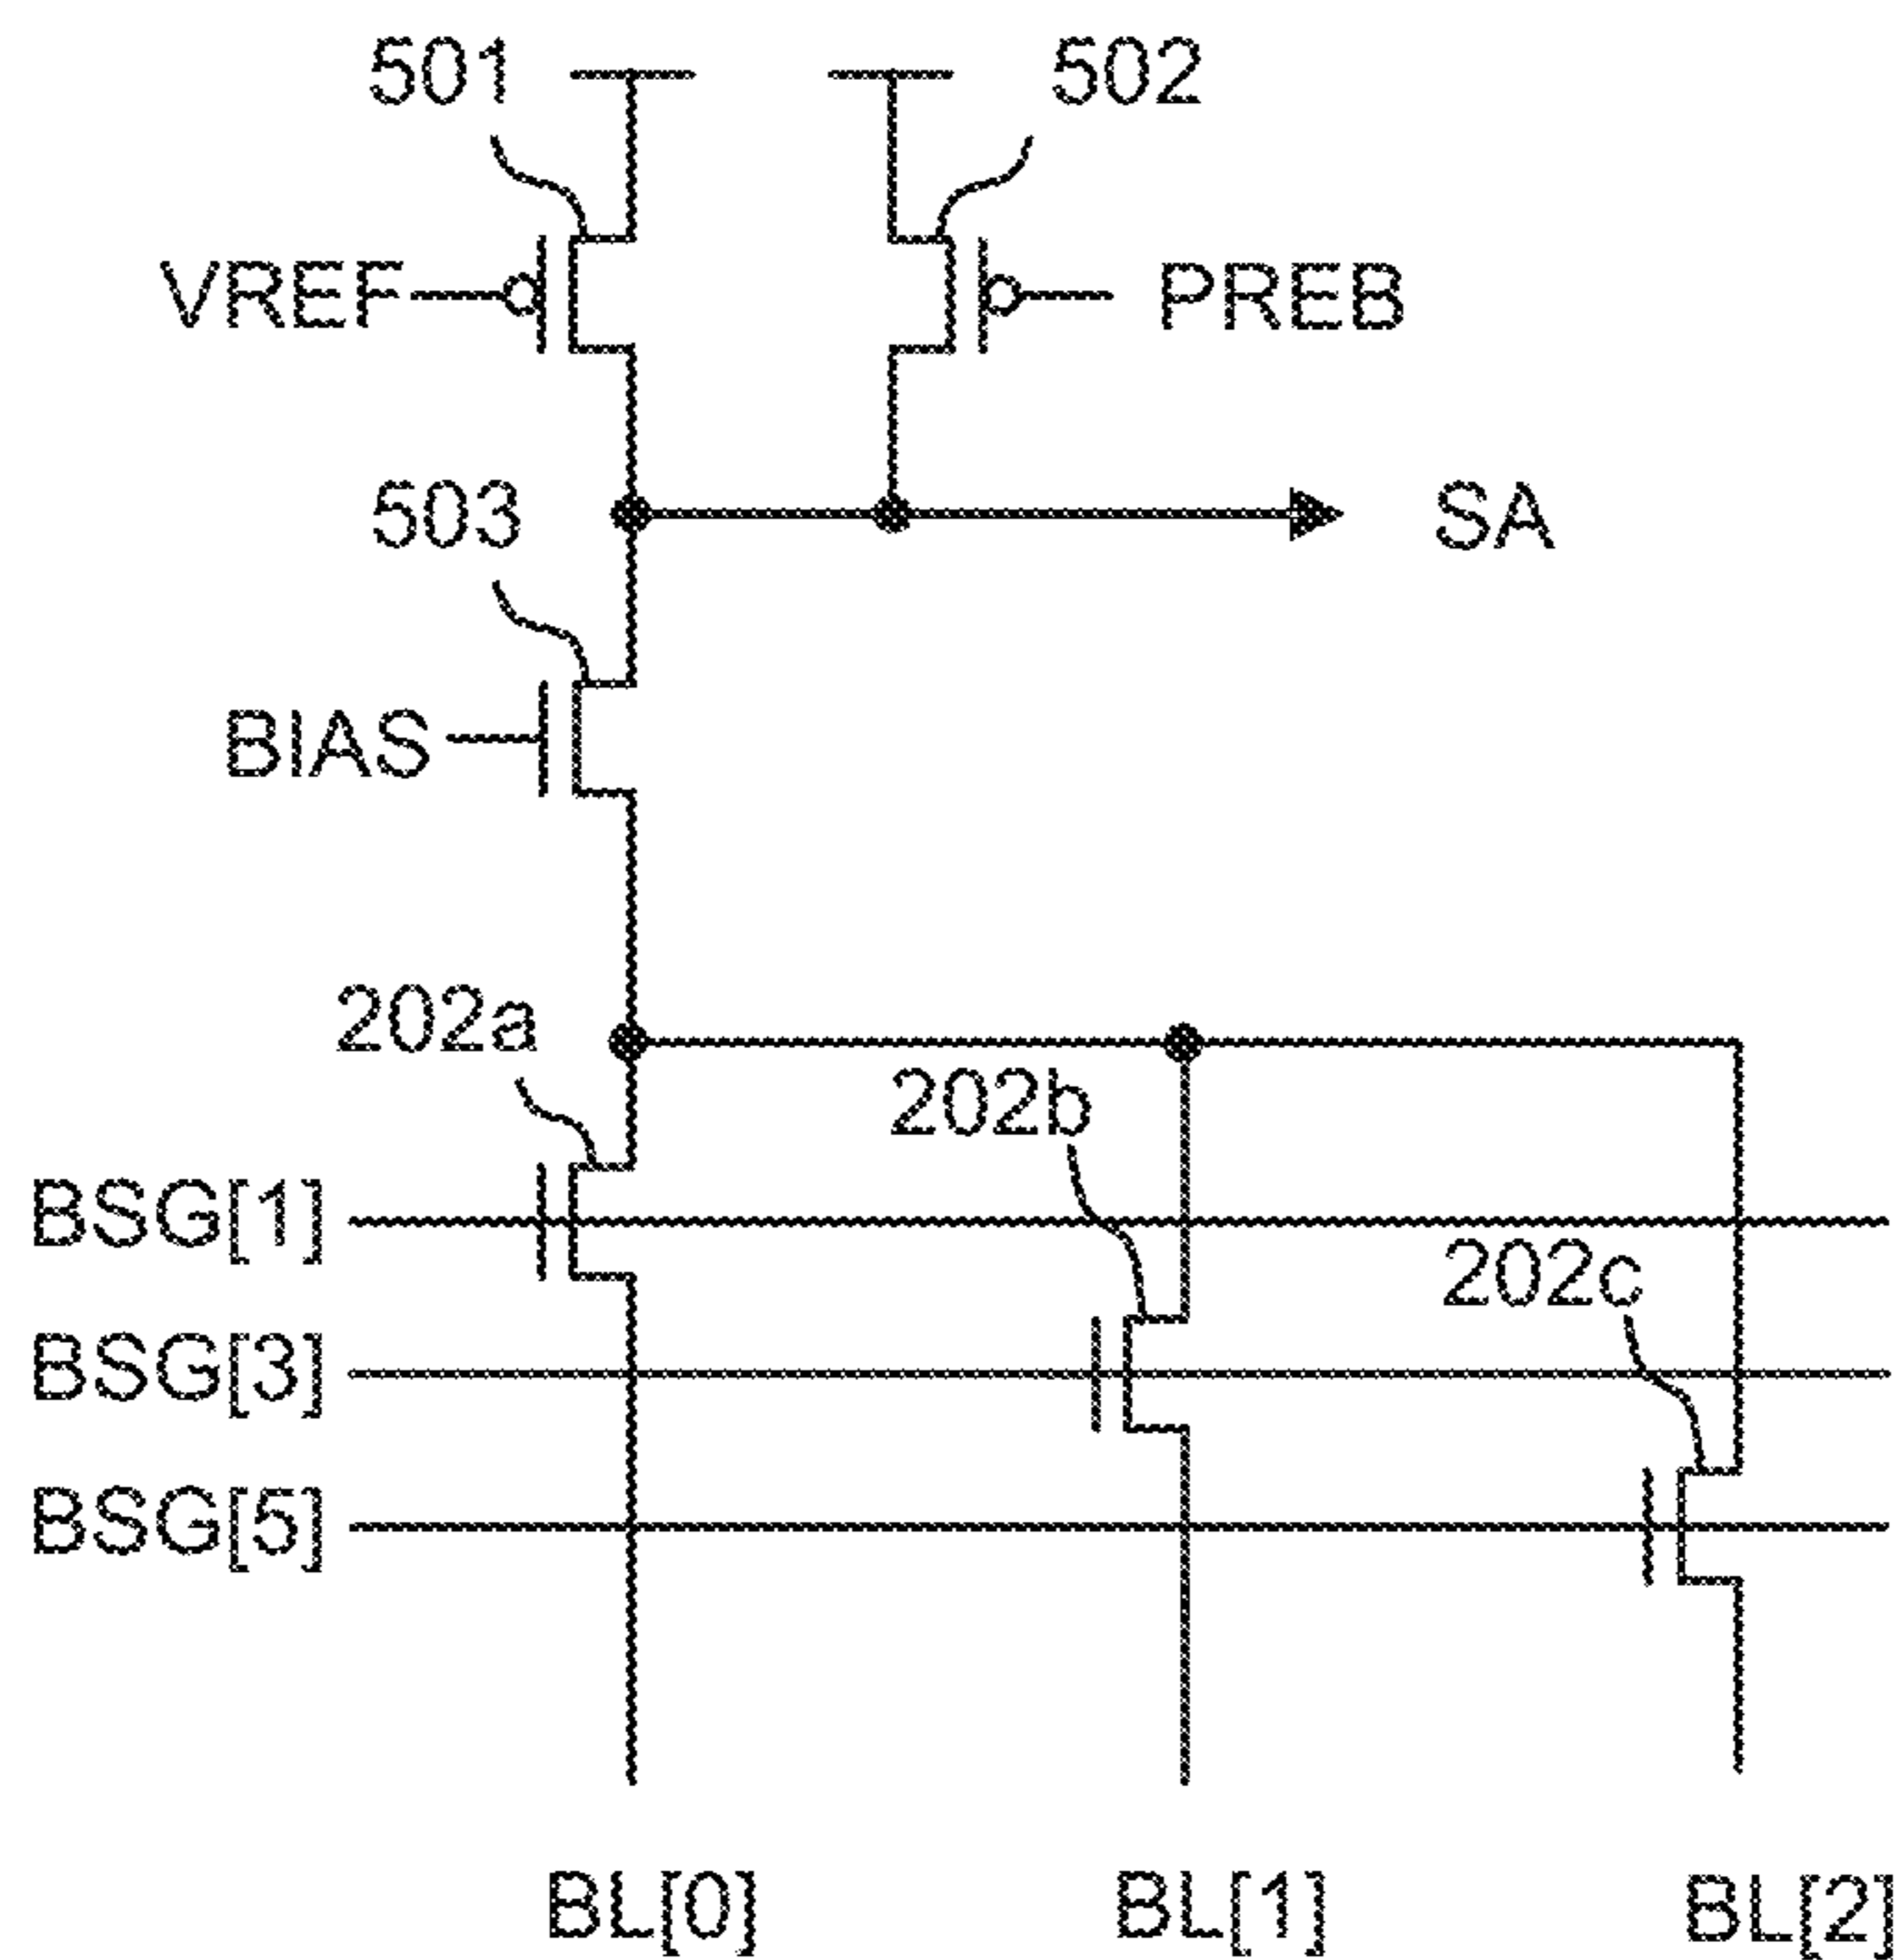 501
502
VREF
PREB
503
SA
BIAS
202a
202b
BSG[1]
202c
BSG[3]
BSG[5]
BL[0]
BL[1]
BL[2]